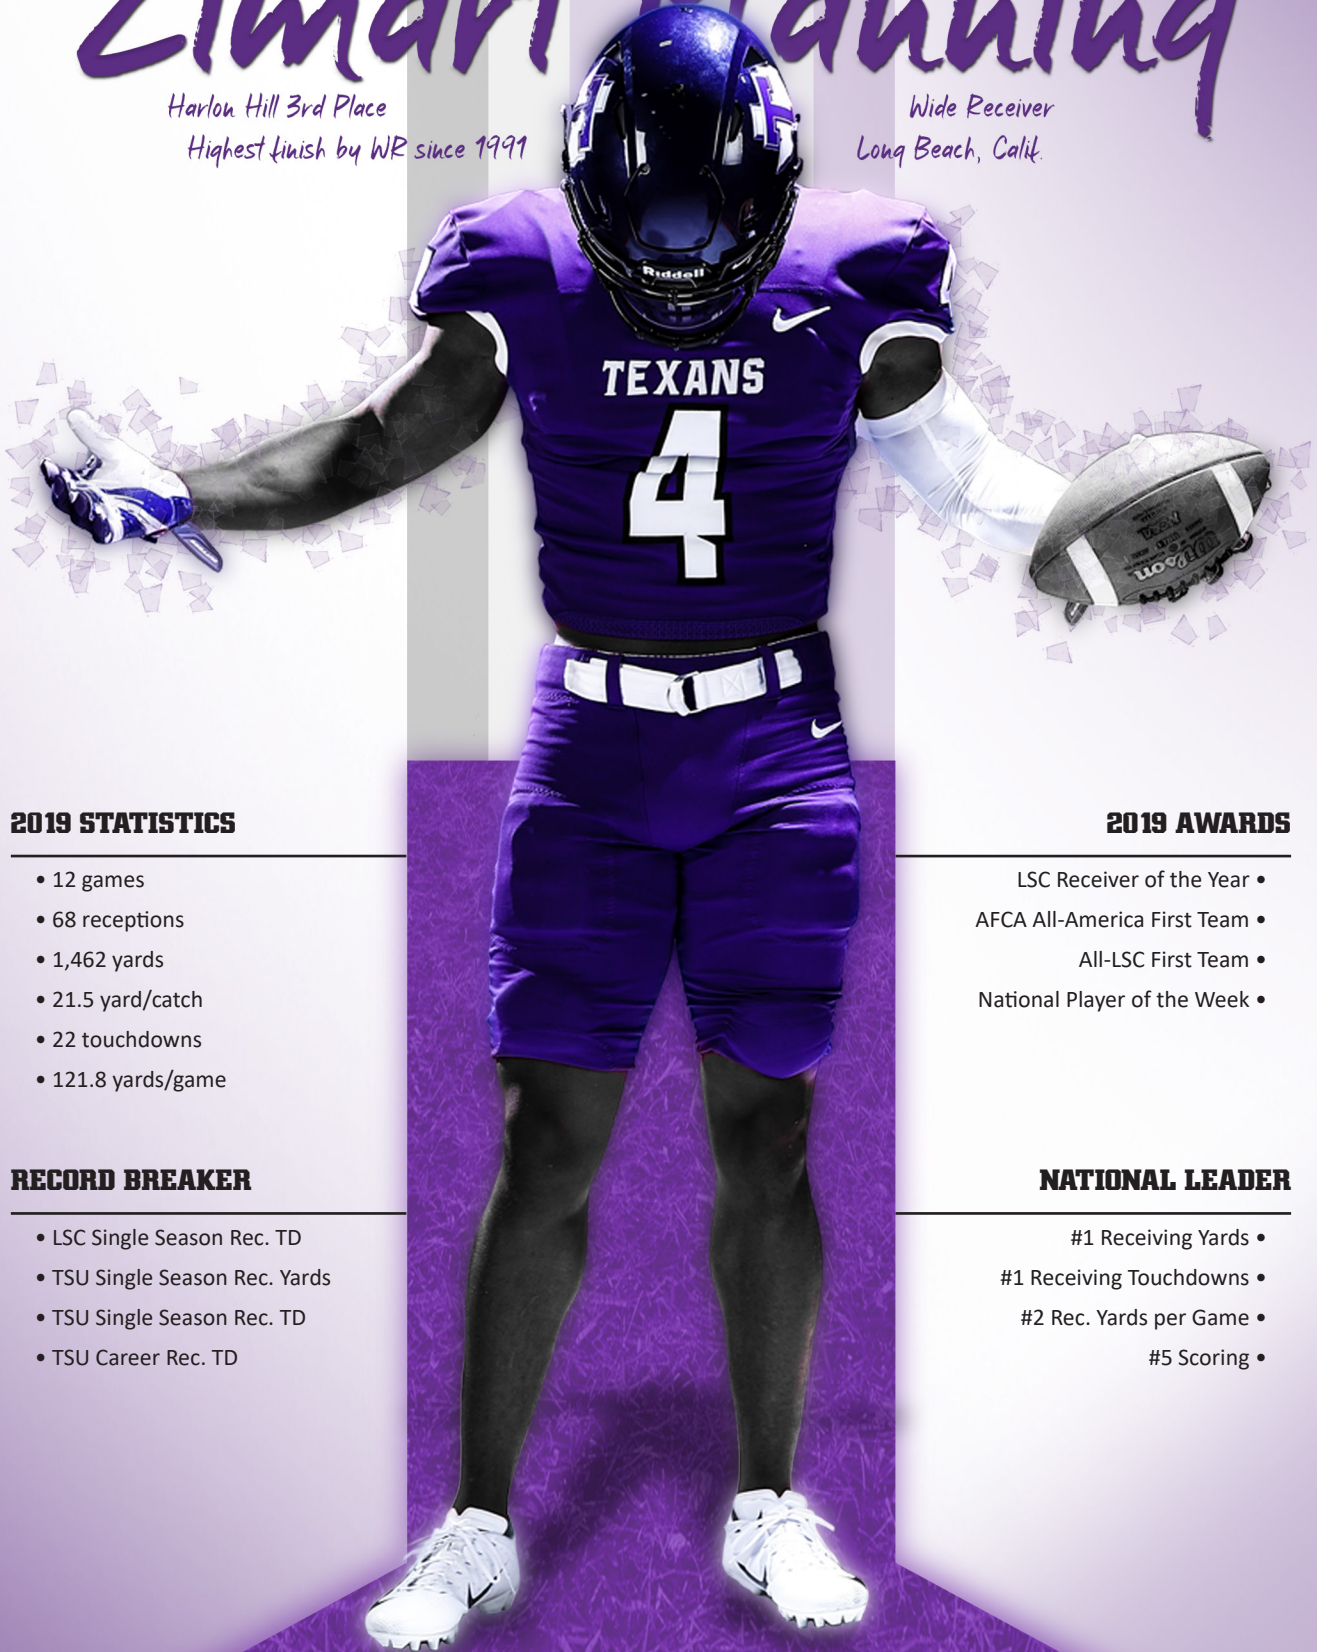 Zimari Manning
Harlon Hill 3rd Place
Highest finish by WR since 1991
Wide Receiver
Long Beach, Calif.
Riddell
TEXANS
4
Wilson
NCAA
2019 STATISTICS
• 12 games
• 68 receptions
• 1,462 yards
• 21.5 yard/catch
• 22 touchdowns
• 121.8 yards/game
2019 AWARDS
LSC Receiver of the Year •
AFCA All-America First Team •
All-LSC First Team •
National Player of the Week •
RECORD BREAKER
• LSC Single Season Rec. TD
• TSU Single Season Rec. Yards
• TSU Single Season Rec. TD
• TSU Career Rec. TD
NATIONAL LEADER
#1 Receiving Yards •
#1 Receiving Touchdowns •
#2 Rec. Yards per Game •
#5 Scoring •